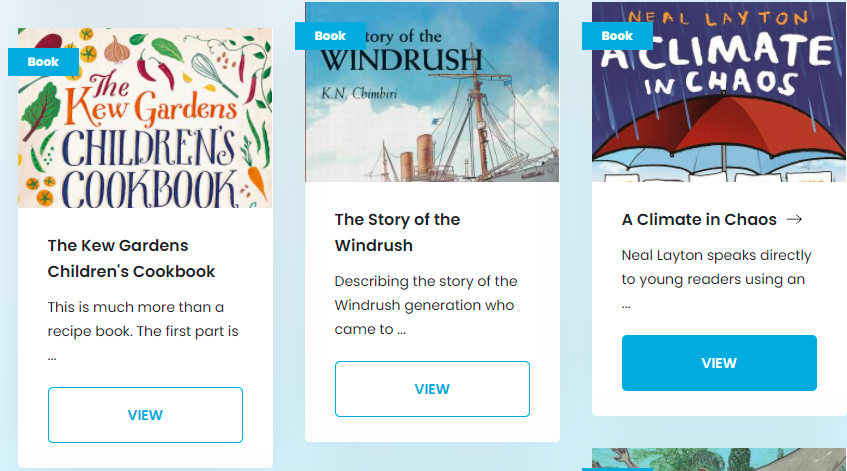 Book
The
Kew Gardens
CHILDREN'S
COOKBOOK
The Kew Gardens
Children's Cookbook
This is much more than a
recipe book. The first part is
...
VIEW
Book
tory of the
WINDRUSH
K.N. Chimbiri
The Story of the
Windrush
Describing the story of the
Windrush generation who
came to ...
VIEW
Book
NEAL LAYTON
A CLIMATE
IN CHAOS
A Climate in Chaos →
Neal Layton speaks directly
to young readers using an
...
VIEW